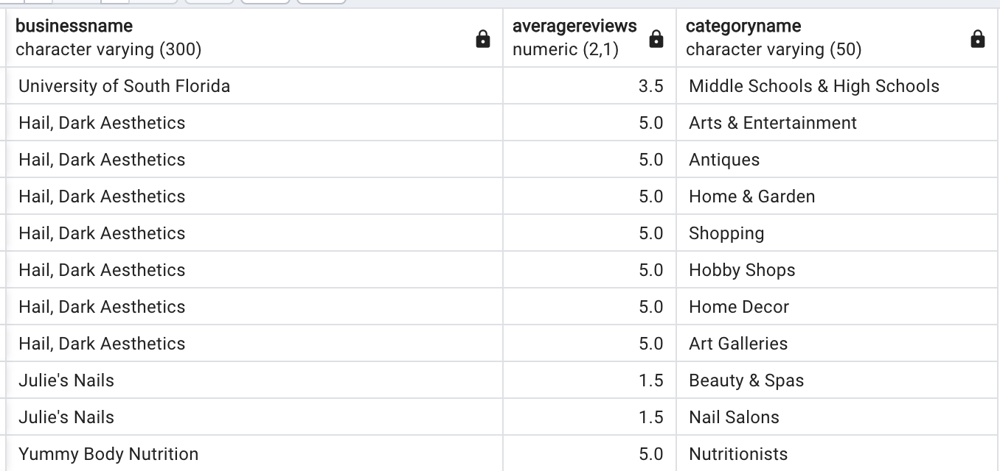 businessname averagereviews categoryname
character varying (300) numeric (2,1) character varying (50)
University of South Florida 3.5 Middle Schools & High Schools
Hail, Dark Aesthetics 5.0 Arts & Entertainment
Hail, Dark Aesthetics 5.0 Antiques
Hail, Dark Aesthetics 5.0 Home & Garden
Hail, Dark Aesthetics 5.0 Shopping
Hail, Dark Aesthetics 5.0 Hobby Shops
Hail, Dark Aesthetics 5.0 Home Decor
Hail, Dark Aesthetics 5.0 Art Galleries
Julie's Nails 1.5 Beauty & Spas
Julie's Nails 1.5 Nail Salons
Yummy Body Nutrition 5.0 Nutritionists